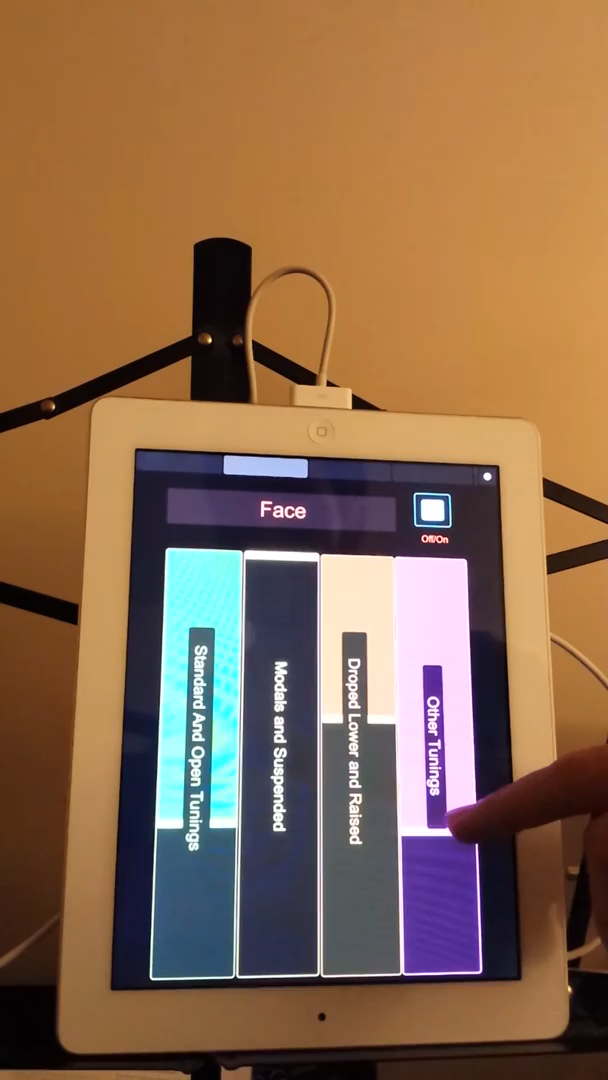 Face
Off/On
Standard And Open Tunings
Modals and Suspended
Droped Lower and Raised
Other Tunings